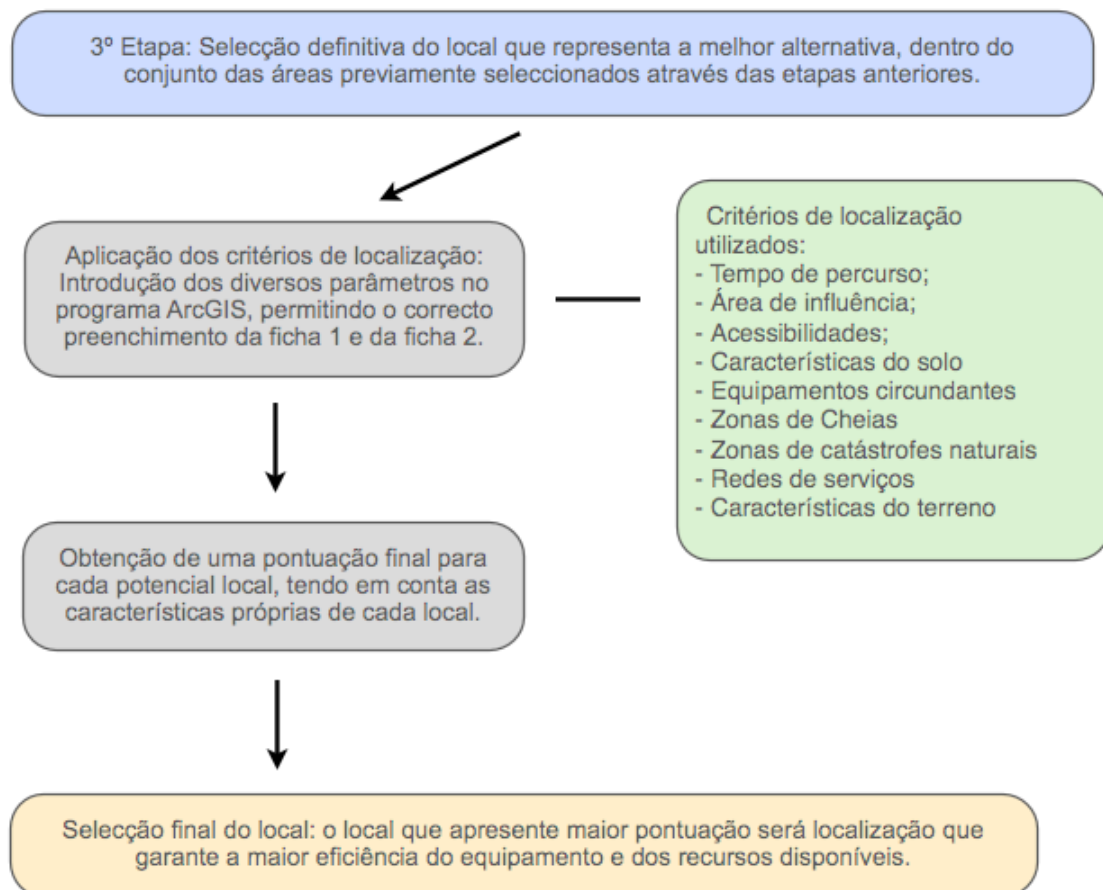 3º Etapa: Selecção definitiva do local que representa a melhor alternativa, dentro do
conjunto das áreas previamente seleccionados através das etapas anteriores.
Aplicação dos critérios de localização:
Introdução dos diversos parâmetros no
programa ArcGIS, permitindo o correcto
preenchimento da ficha 1 e da ficha 2.
Critérios de localização
utilizados:
- Tempo de percurso;
- Área de influência;
- Acessibilidades;
- Características do solo
- Equipamentos circundantes
- Zonas de Cheias
- Zonas de catástrofes naturais
- Redes de serviços
- Características do terreno
Obtenção de uma pontuação final para
cada potencial local, tendo em conta as
características próprias de cada local.
Selecção final do local: o local que apresente maior pontuação será localização que
garante a maior eficiência do equipamento e dos recursos disponíveis.